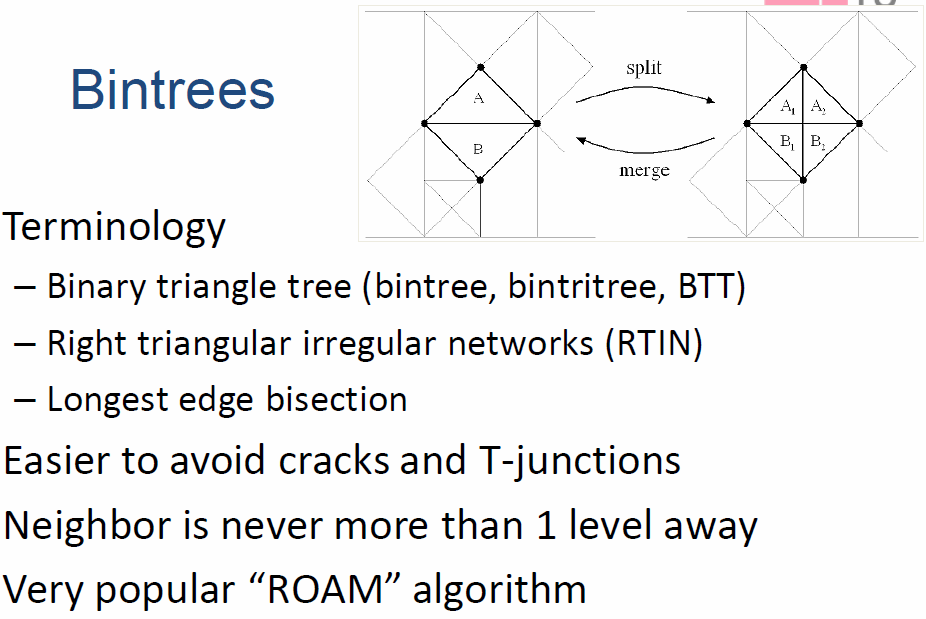 Bintrees
A
B
split
merge
A1 A2
B1 B2
Terminology
– Binary triangle tree (bintree, bintritree, BTT)
– Right triangular irregular networks (RTIN)
– Longest edge bisection
Easier to avoid cracks and T-junctions
Neighbor is never more than 1 level away
Very popular “ROAM” algorithm